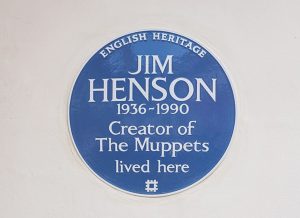 ENGLISH HERITAGE
JIM
HENSON
1936-1990
Creator of
The Muppets
lived here